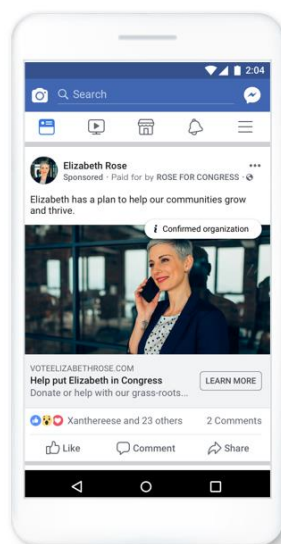 2:04
Search
Elizabeth Rose
Sponsored · Paid for by ROSE FOR CONGRESS ·
Elizabeth has a plan to help our communities grow
and thrive.
i Confirmed organization
VOTEELIZABETHROSE.COM
Help put Elizabeth in Congress
Donate or help with our grass-roots...
LEARN MORE
Xanthereese and 23 others 2 Comments
Like Comment Share